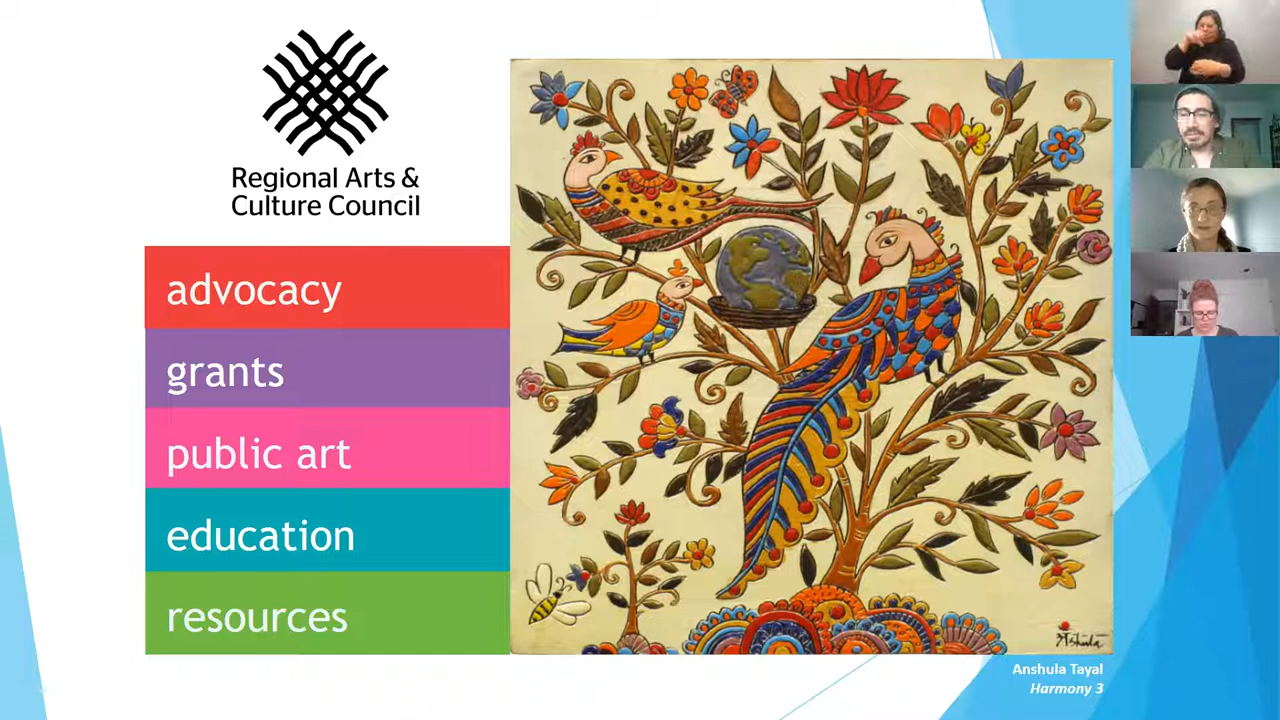 Regional Arts &
Culture Council
advocacy
grants
public art
education
resources
Anshula Tayal
Harmony 3